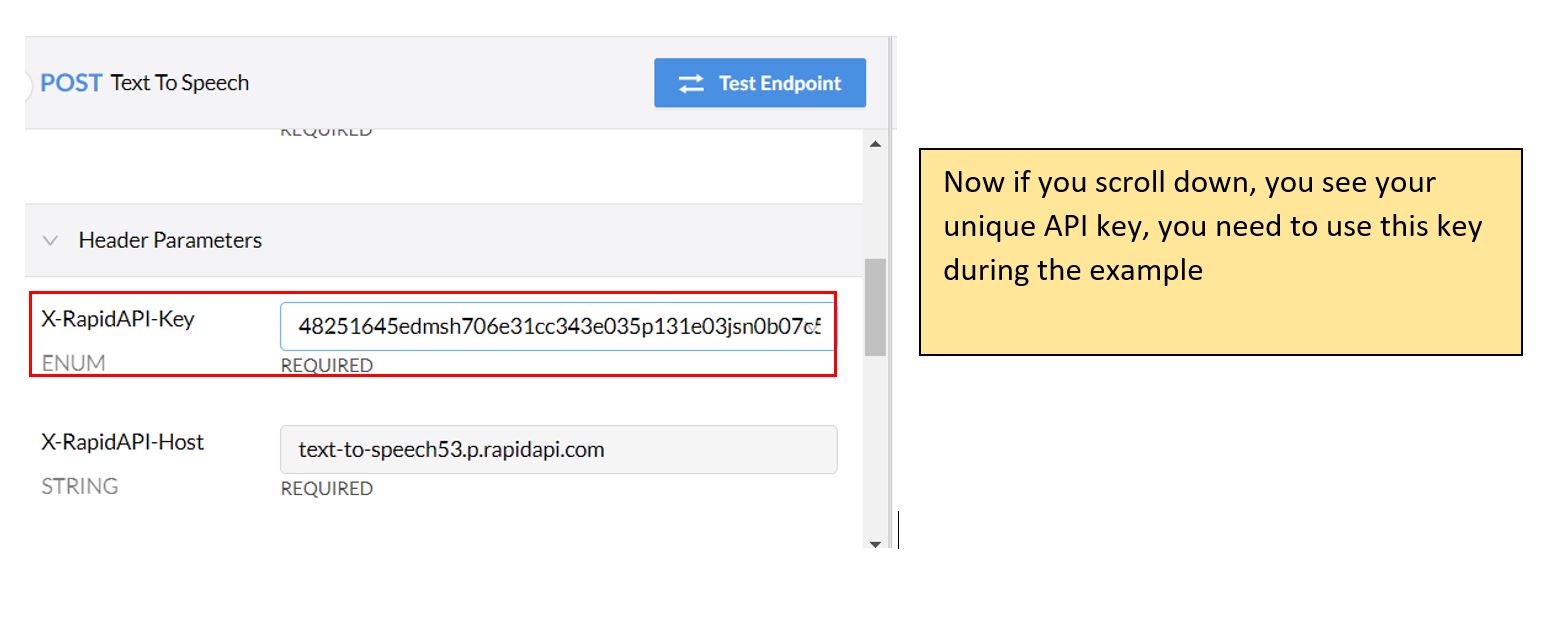 POST Text To Speech
Test Endpoint
REQUIRED
Now if you scroll down, you see your
unique API key, you need to use this key
during the example
Header Parameters
X-RapidAPI-Key
48251645edmsh706e31cc343e035p131e03jsn0b07c5
ENUM
REQUIRED
X-RapidAPI-Host
text-to-speech53.p.rapidapi.com
STRING
REQUIRED